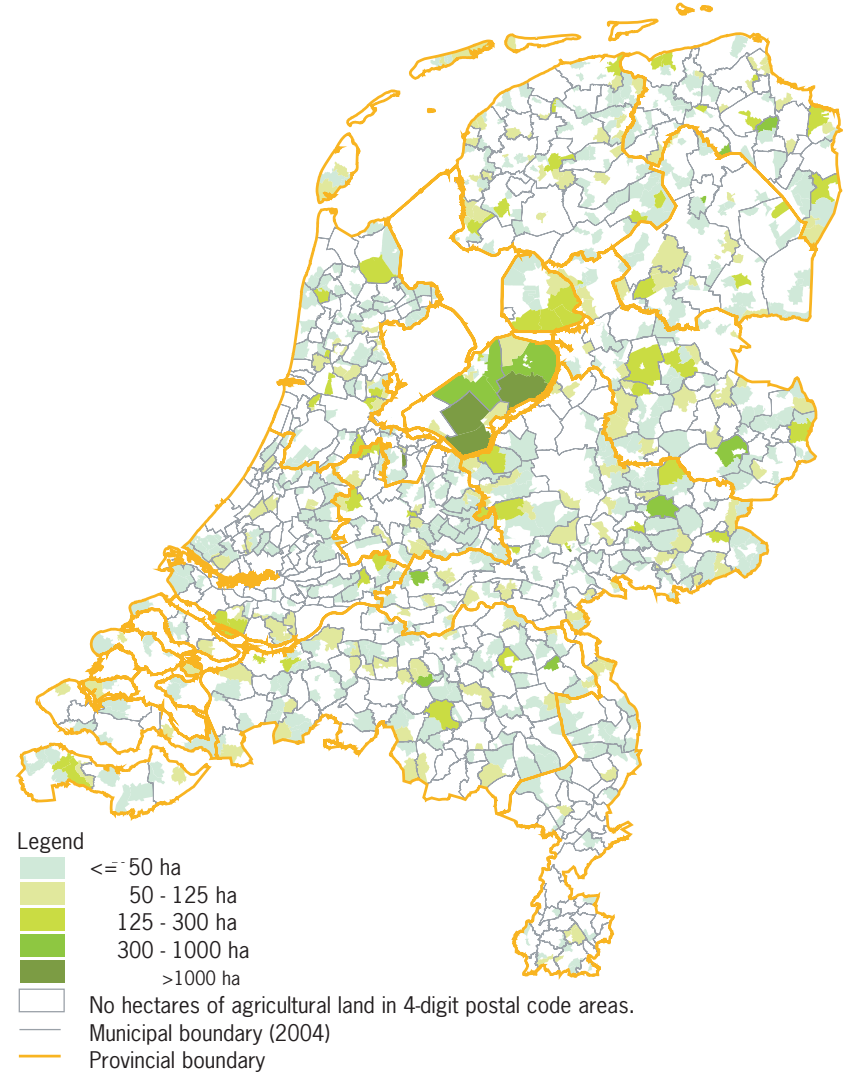 Legend
<= 50 ha
50 - 125 ha
125 - 300 ha
300 - 1000 ha
>1000 ha
No hectares of agricultural land in 4-digit postal code areas.
Municipal boundary (2004)
Provincial boundary